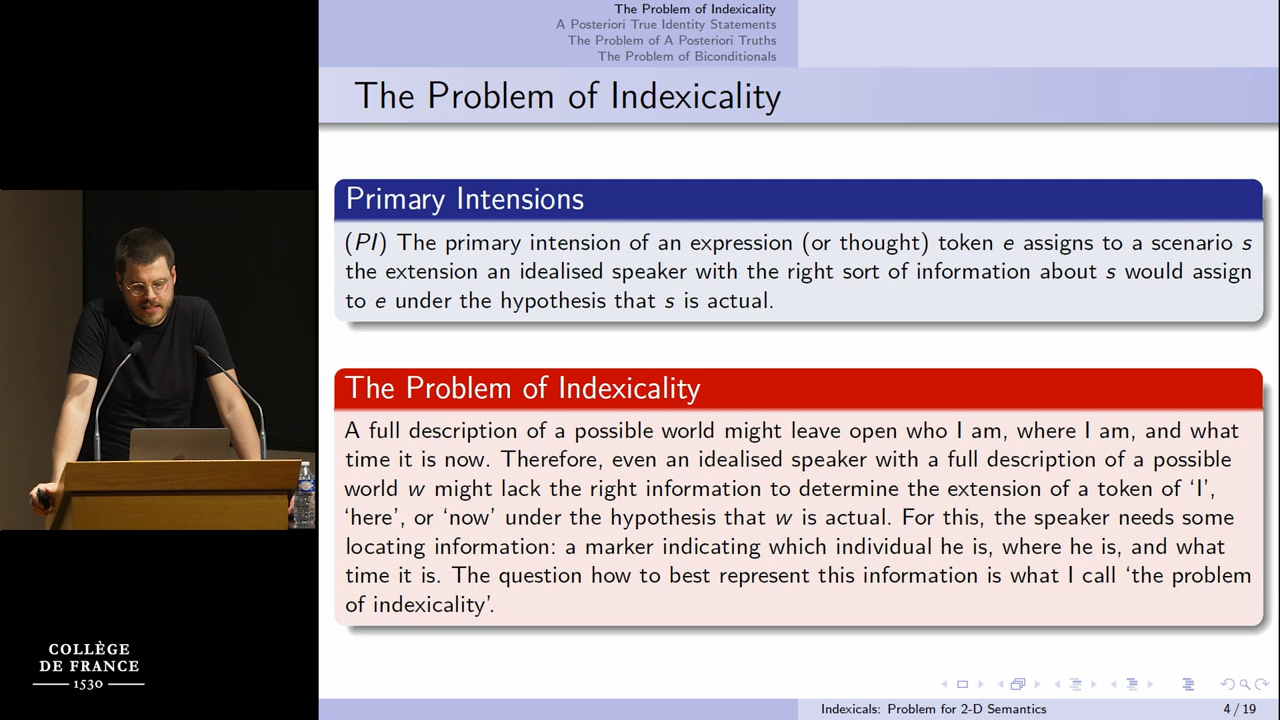 The Problem of Indexicality
A Posteriori True Identity Statements
The Problem of A Posteriori Truths
The Problem of Biconditionals
The Problem of Indexicality
Primary Intensions
(PI) The primary intension of an expression (or thought) token e assigns to a scenario s
the extension an idealised speaker with the right sort of information about s would assign
to e under the hypothesis that s is actual.
The Problem of Indexicality
A full description of a possible world might leave open who I am, where I am, and what
time it is now. Therefore, even an idealised speaker with a full description of a possible
world w might lack the right information to determine the extension of a token of ‘I’,
‘here’, or ‘now’ under the hypothesis that w is actual. For this, the speaker needs some
locating information: a marker indicating which individual he is, where he is, and what
time it is. The question how to best represent this information is what I call ‘the problem
of indexicality’.
COLLÈGE
DE FRANCE
1530
Indexicals: Problem for 2-D Semantics
4 / 19